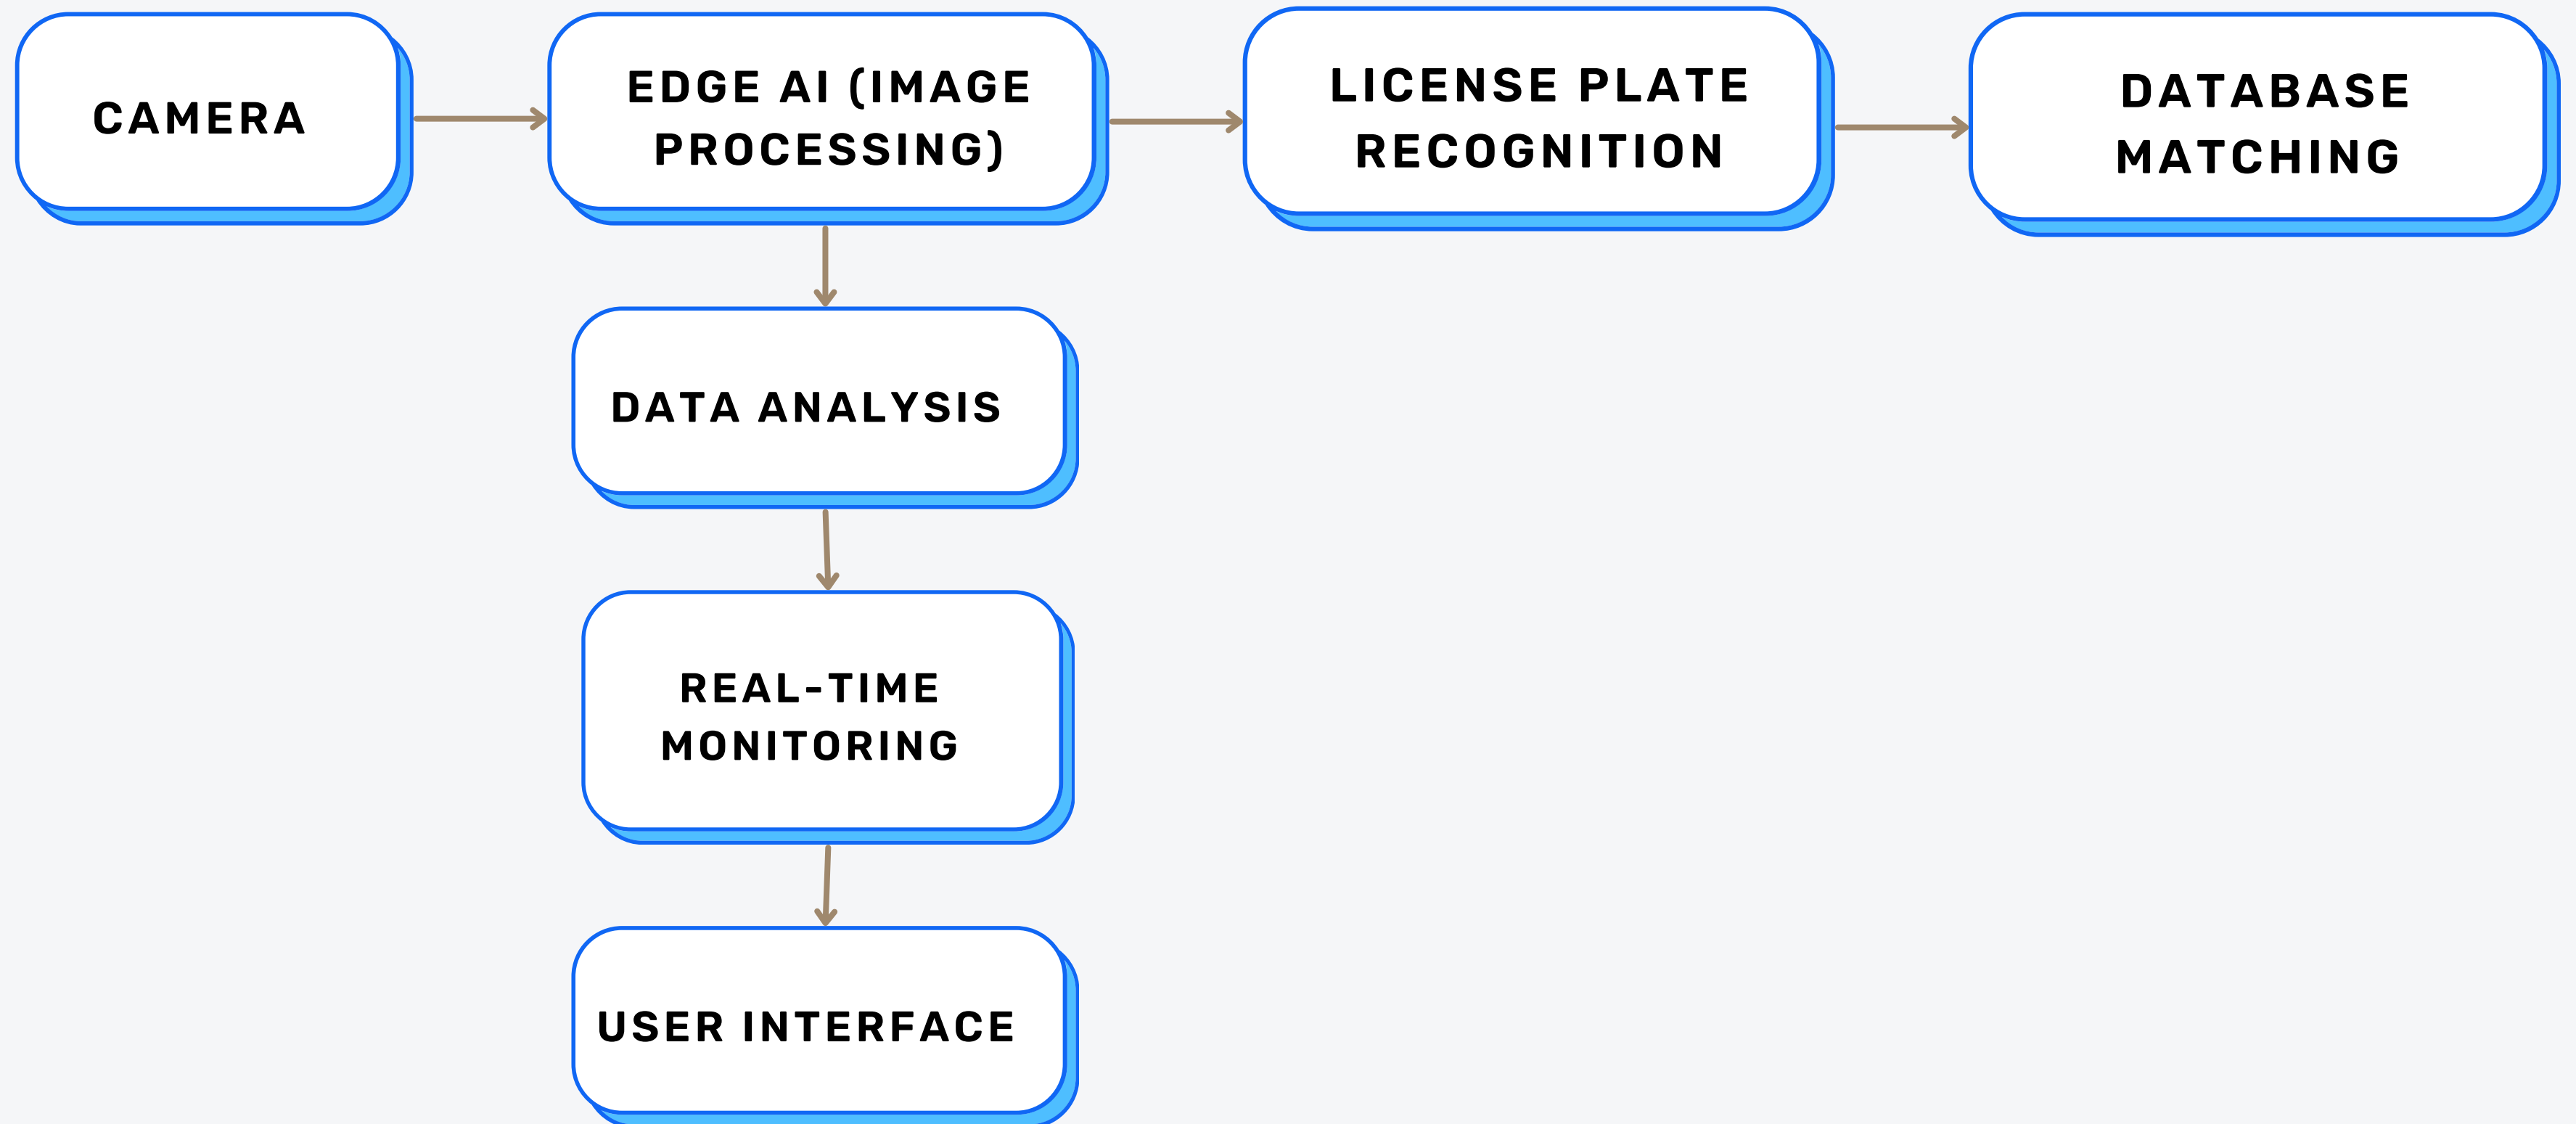 CAMERA
EDGE AI (IMAGE
PROCESSING)
LICENSE PLATE
RECOGNITION
DATABASE
MATCHING
DATA ANALYSIS
REAL-TIME
MONITORING
USER INTERFACE